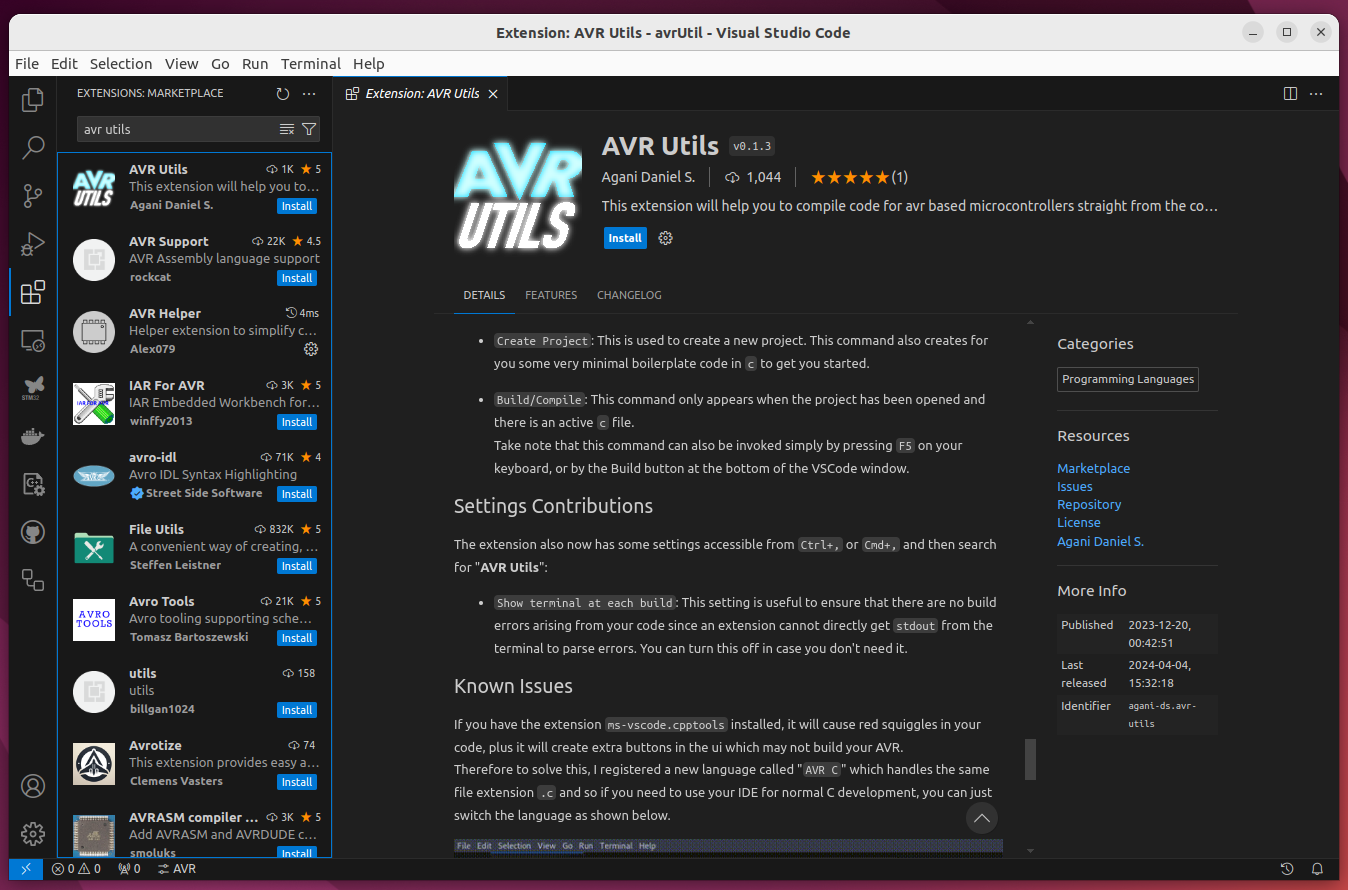 Extension: AVR Utils - avrUtil - Visual Studio Code
File Edit Selection View Go Run Terminal Help
EXTENSIONS: MARKETPLACE
avr utils
AVR Utils 1K 5
This extension will help you to…
Agani Daniel S. Install
AVR Support 22K 4.5
AVR Assembly language support
rockcat Install
AVR Helper 4ms
Helper extension to simplify c…
Alex079
IAR For AVR 3K 5
IAR Embedded Workbench for…
winffy2013 Install
avro-idl 71K 4
Avro IDL Syntax Highlighting
Street Side Software Install
File Utils 832K 5
A convenient way of creating, …
Steffen Leistner Install
AVRO TOOLS
Avro Tools 21K 5
Avro tooling supporting sche…
Tomasz Bartoszewski Install
utils 158
utils
billgan1024 Install
Avrotize 74
This extension provides easy a…
Clemens Vasters Install
AVRASM compiler … 3K 5
Add AVRASM and AVRDUDE c…
smoluks Install
STM32
Extension: AVR Utils
AVR UTILS
AVR Utils v0.1.3
Agani Daniel S. 1,044 (1)
This extension will help you to compile code for avr based microcontrollers straight from the co…
Install
DETAILS FEATURES CHANGELOG
• Create Project: This is used to create a new project. This command also creates for
you some very minimal boilerplate code in c to get you started.
• Build/Compile: This command only appears when the project has been opened and
there is an active c file.
Take note that this command can also be invoked simply by pressing F5 on your
keyboard, or by the Build button at the bottom of the VSCode window.
Settings Contributions
The extension also now has some settings accessible from Ctrl+, or Cmd+, and then search
for "AVR Utils":
• Show terminal at each build: This setting is useful to ensure that there are no build
errors arising from your code since an extension cannot directly get stdout from the
terminal to parse errors. You can turn this off in case you don't need it.
Known Issues
If you have the extension ms-vscode.cpptools installed, it will cause red squiggles in your
code, plus it will create extra buttons in the ui which may not build your AVR.
Therefore to solve this, I registered a new language called "AVR C" which handles the same
file extension .c and so if you need to use your IDE for normal C development, you can just
switch the language as shown below.
File Edit Selection View Go Run Terminal Help
Categories
Programming Languages
Resources
Marketplace
Issues
Repository
License
Agani Daniel S.
More Info
Published 2023-12-20, 00:42:51
Last released 2024-04-04, 15:32:18
Identifier agani-ds.avr-utils
0 0 0 AVR